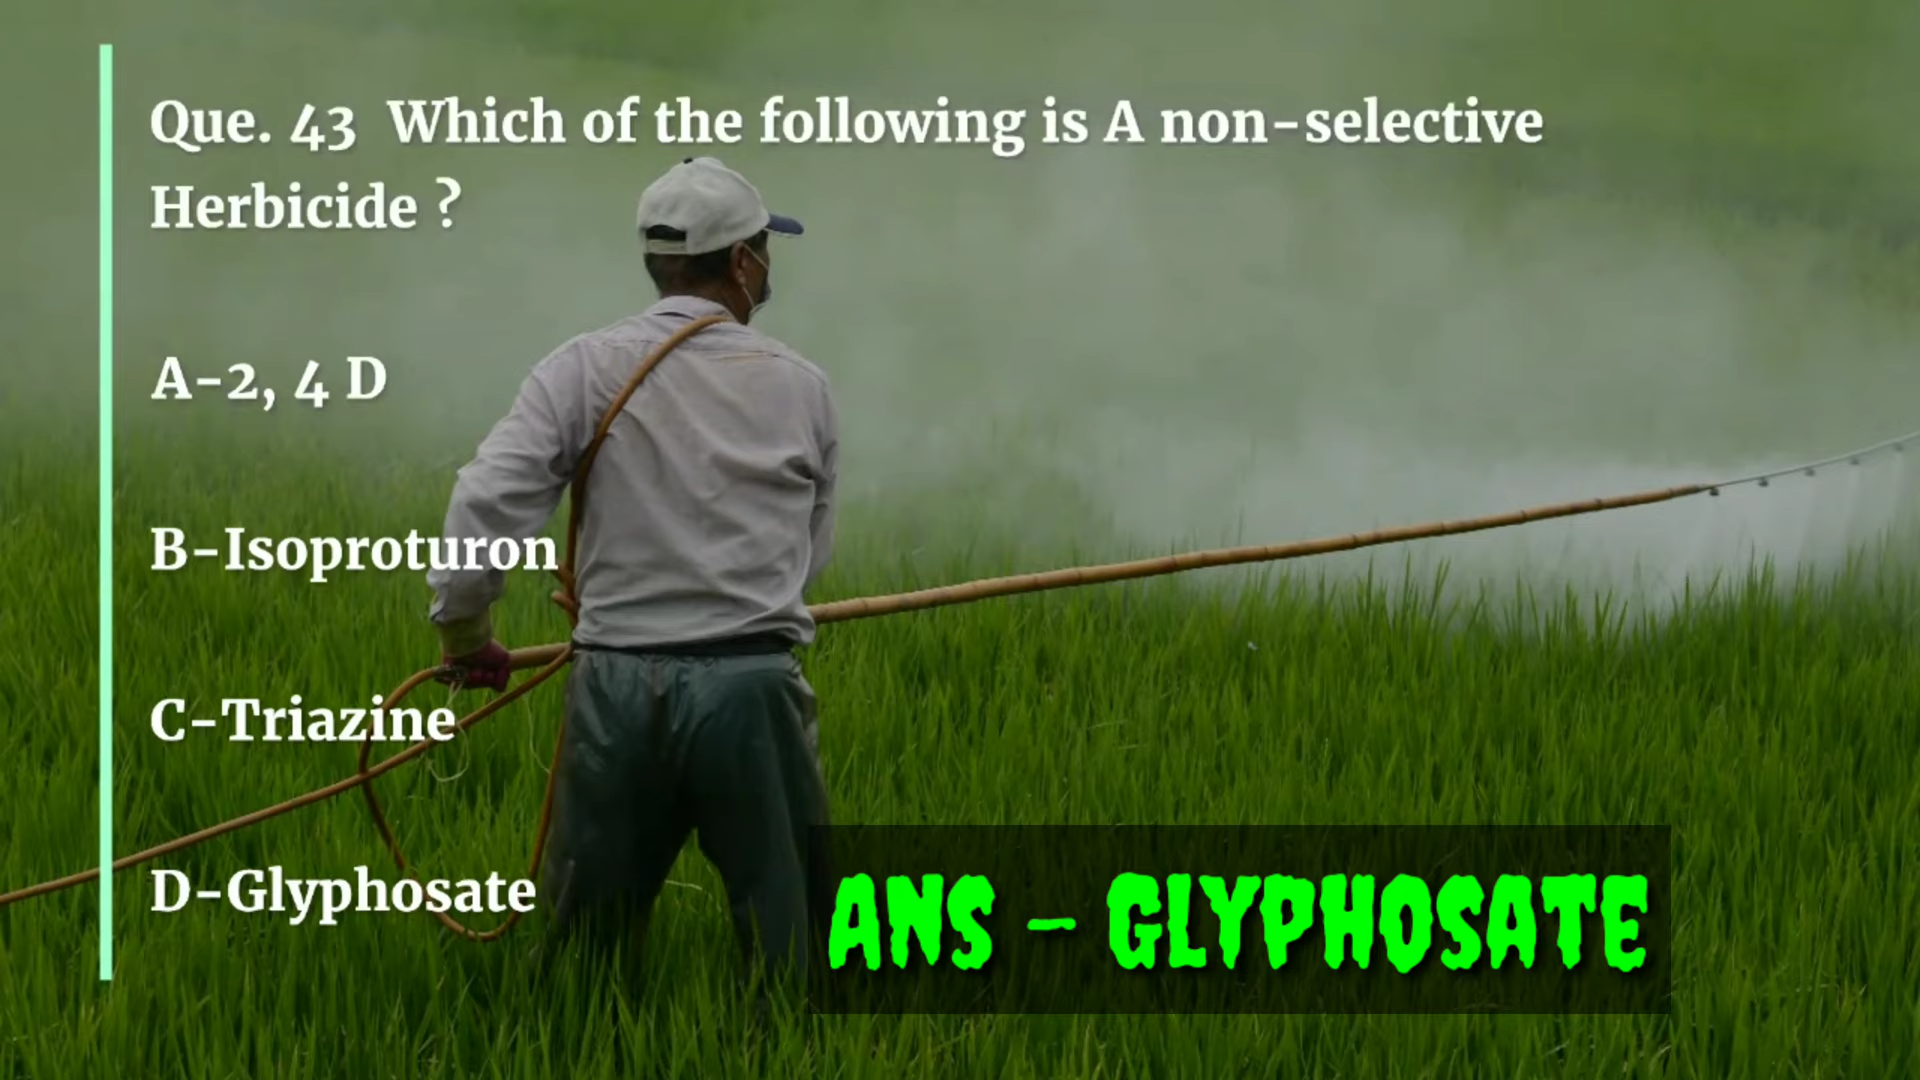 Que. 43 Which of the following is A non-selective
Herbicide ?
A-2, 4 D
B-Isoproturon
C-Triazine
D-Glyphosate
ANS - GLYPHOSATE